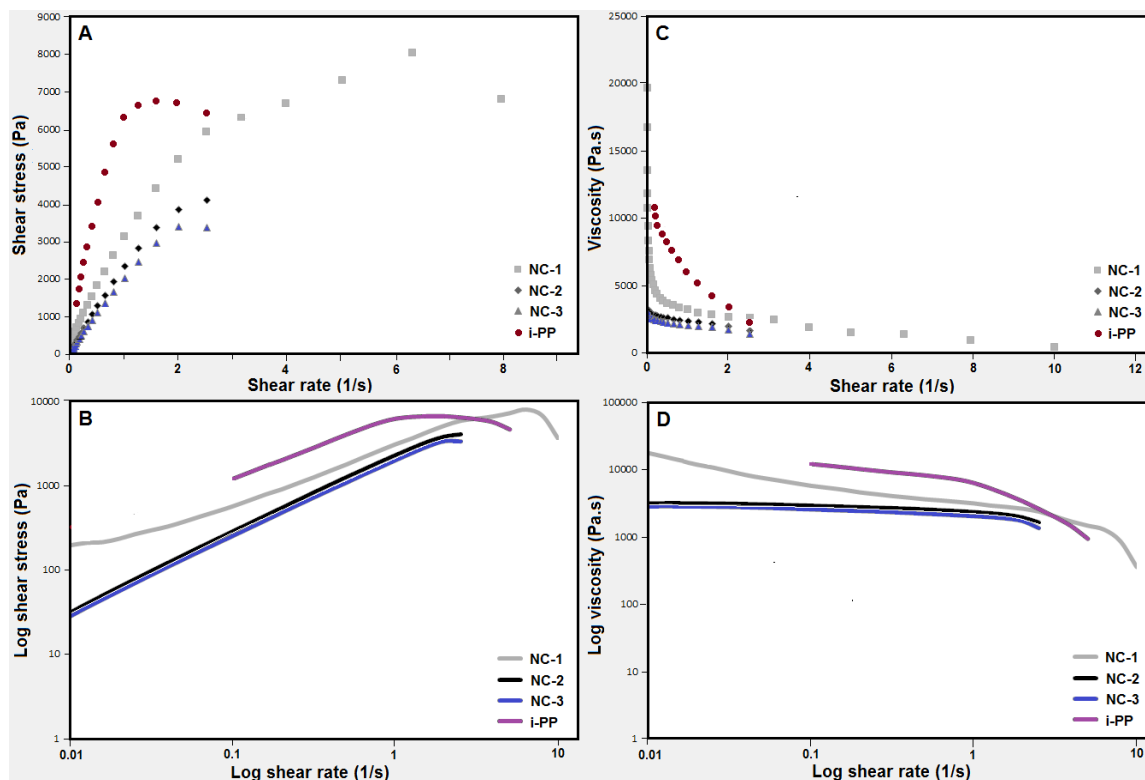 A
Shear stress (Pa)
9000
8000
7000
6000
5000
4000
3000
2000
1000
0
0
2
4
6
8
Shear rate (1/s)
NC-1
NC-2
NC-3
i-PP
C
Viscosity (Pa.s)
25000
20000
15000
10000
5000
0
0
2
4
6
8
10
12
Shear rate (1/s)
NC-1
NC-2
NC-3
i-PP
B
Log shear stress (Pa)
10000
1000
100
10
1
0.01
0.1
1
10
Log shear rate (1/s)
NC-1
NC-2
NC-3
i-PP
D
Log viscosity (Pa.s)
100000
10000
1000
100
10
1
0.01
0.1
1
10
Log shear rate (1/s)
NC-1
NC-2
NC-3
i-PP